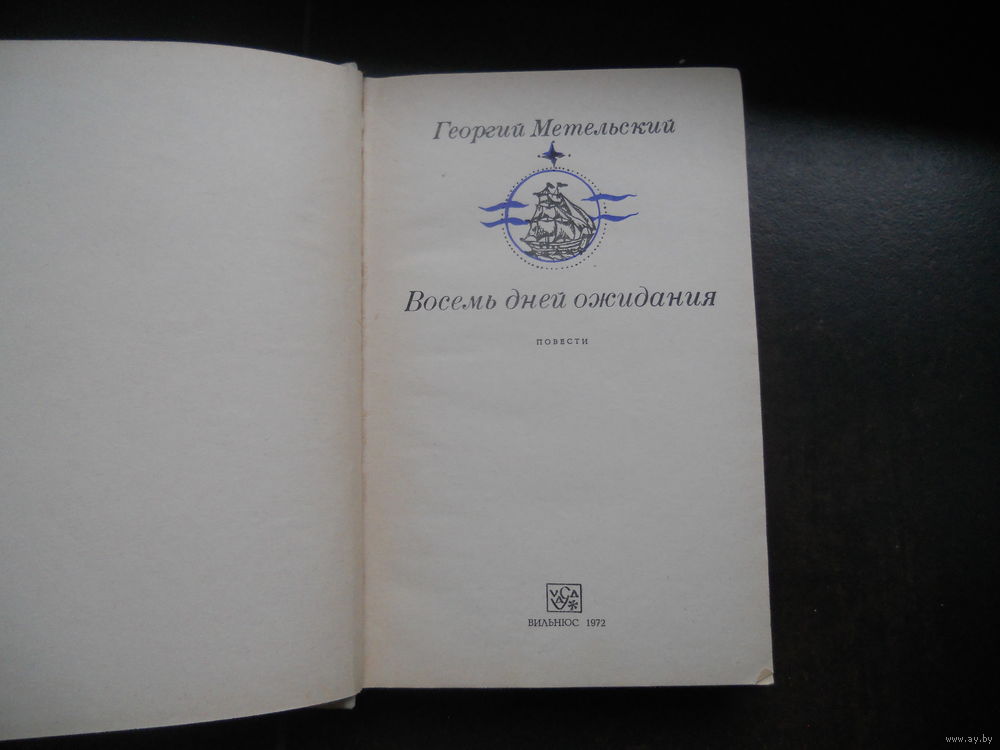 Георгий Метельский
Восемь дней ожидания
ПОВЕСТИ
ВИЛЬНЮС 1972
www.ay.by